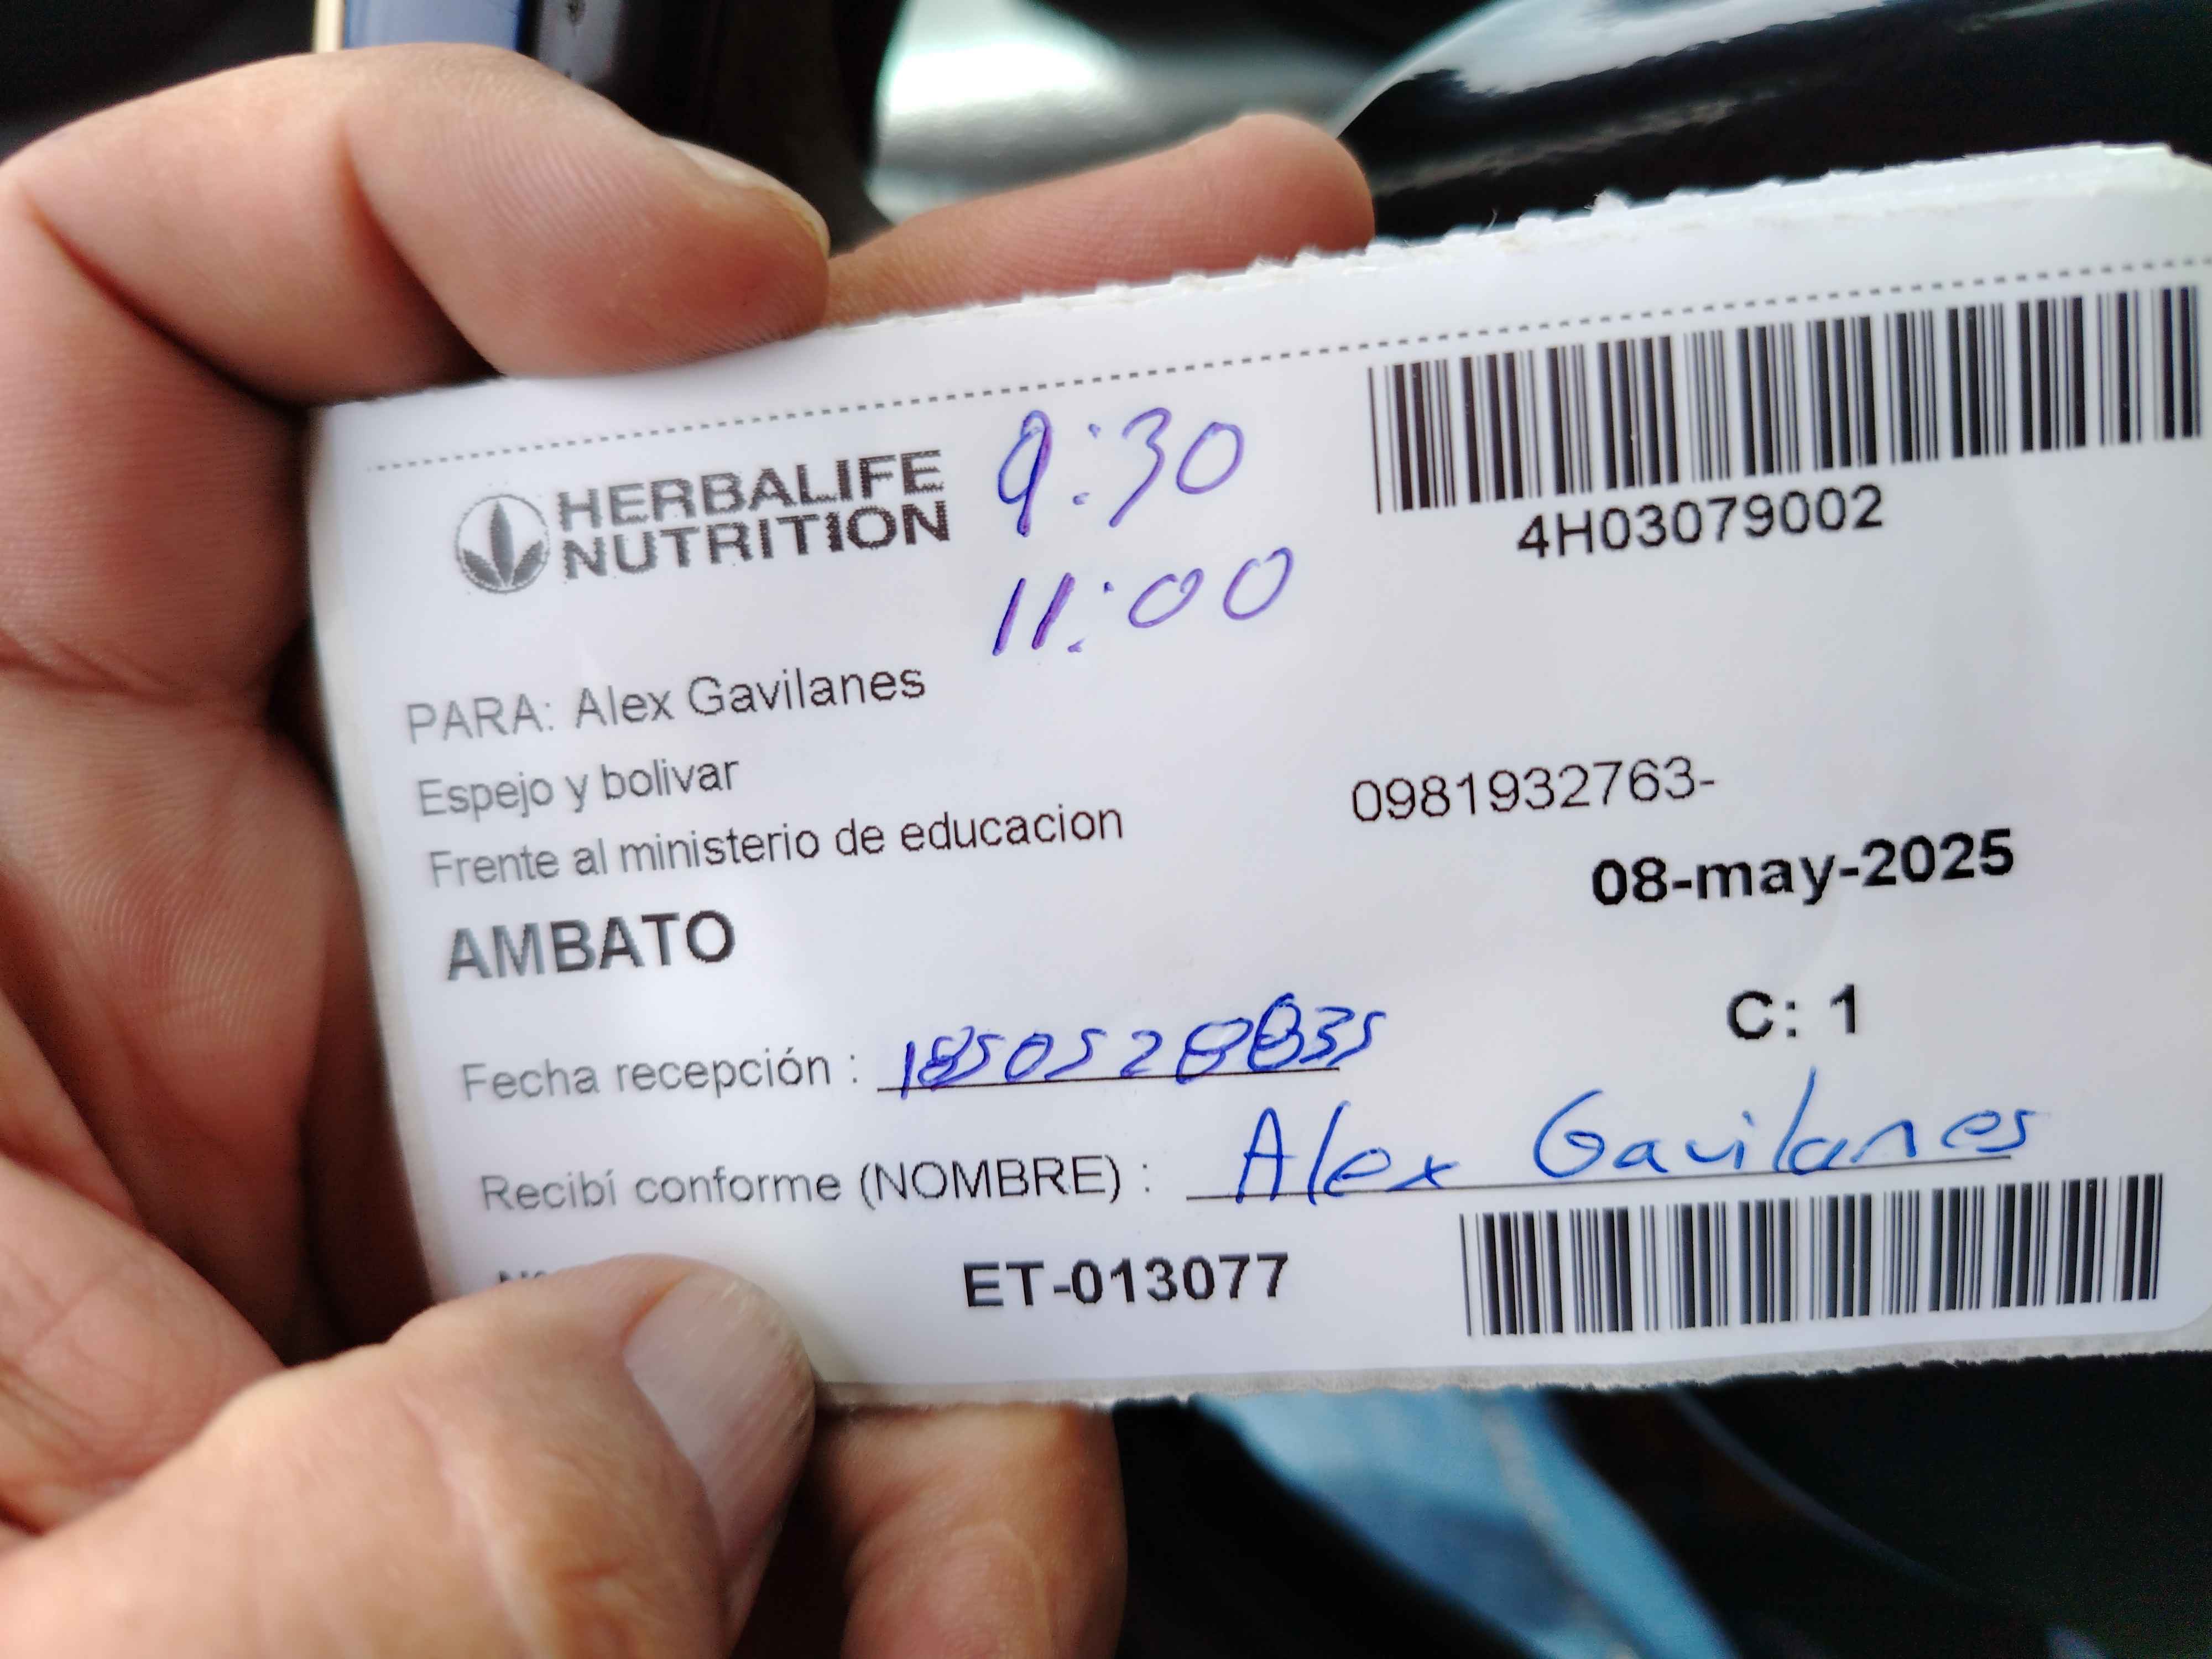 HERBALIFE
NUTRITION
9:30
11:00
4H03079002
PARA: Alex Gavilanes
Espejo y bolivar
Frente al ministerio de educacion
0981932763-
08-may-2025
AMBATO
C: 1
Fecha recepción : 1850528835
Recibí conforme (NOMBRE) : Alex Gavilanes
ET-013077